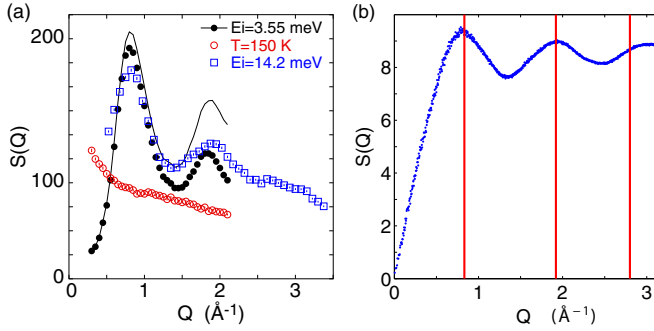 (a)
Ei=3.55 meV
T=150 K
Ei=14.2 meV
S(Q)
200
100
0
0 1 2 3
Q (Å-1)
(b)
S(Q)
10
8
6
4
2
0
0 1 2 3
Q (Å−1)